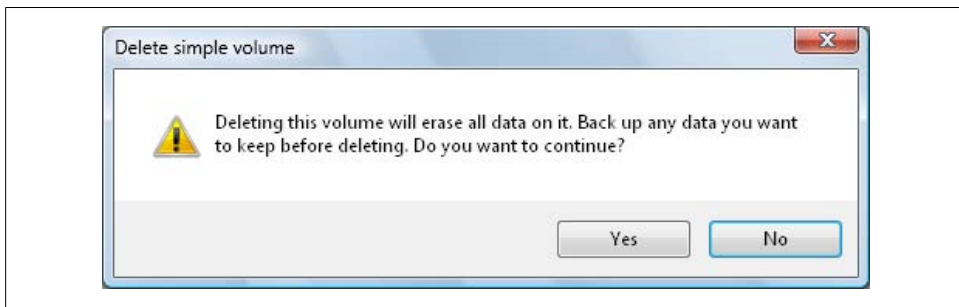 Delete simple volume
Deleting this volume will erase all data on it. Back up any data you want
to keep before deleting. Do you want to continue?
Yes
No